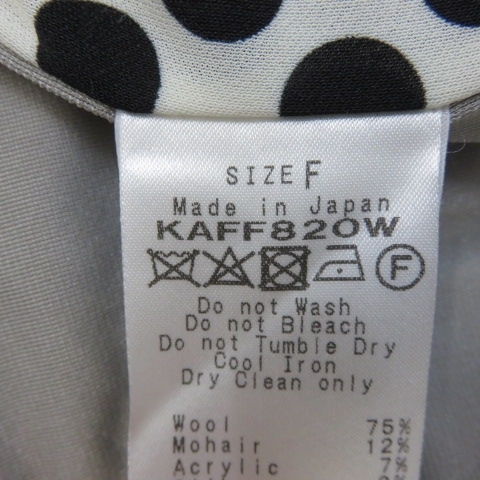 SIZE F
Made in Japan
KAFF820W
F
Do not Wash
Do not Bleach
Do not Tumble Dry
Cool Iron
Dry Clean only
Wool 75%
Mohair 12%
Acrylic 7%